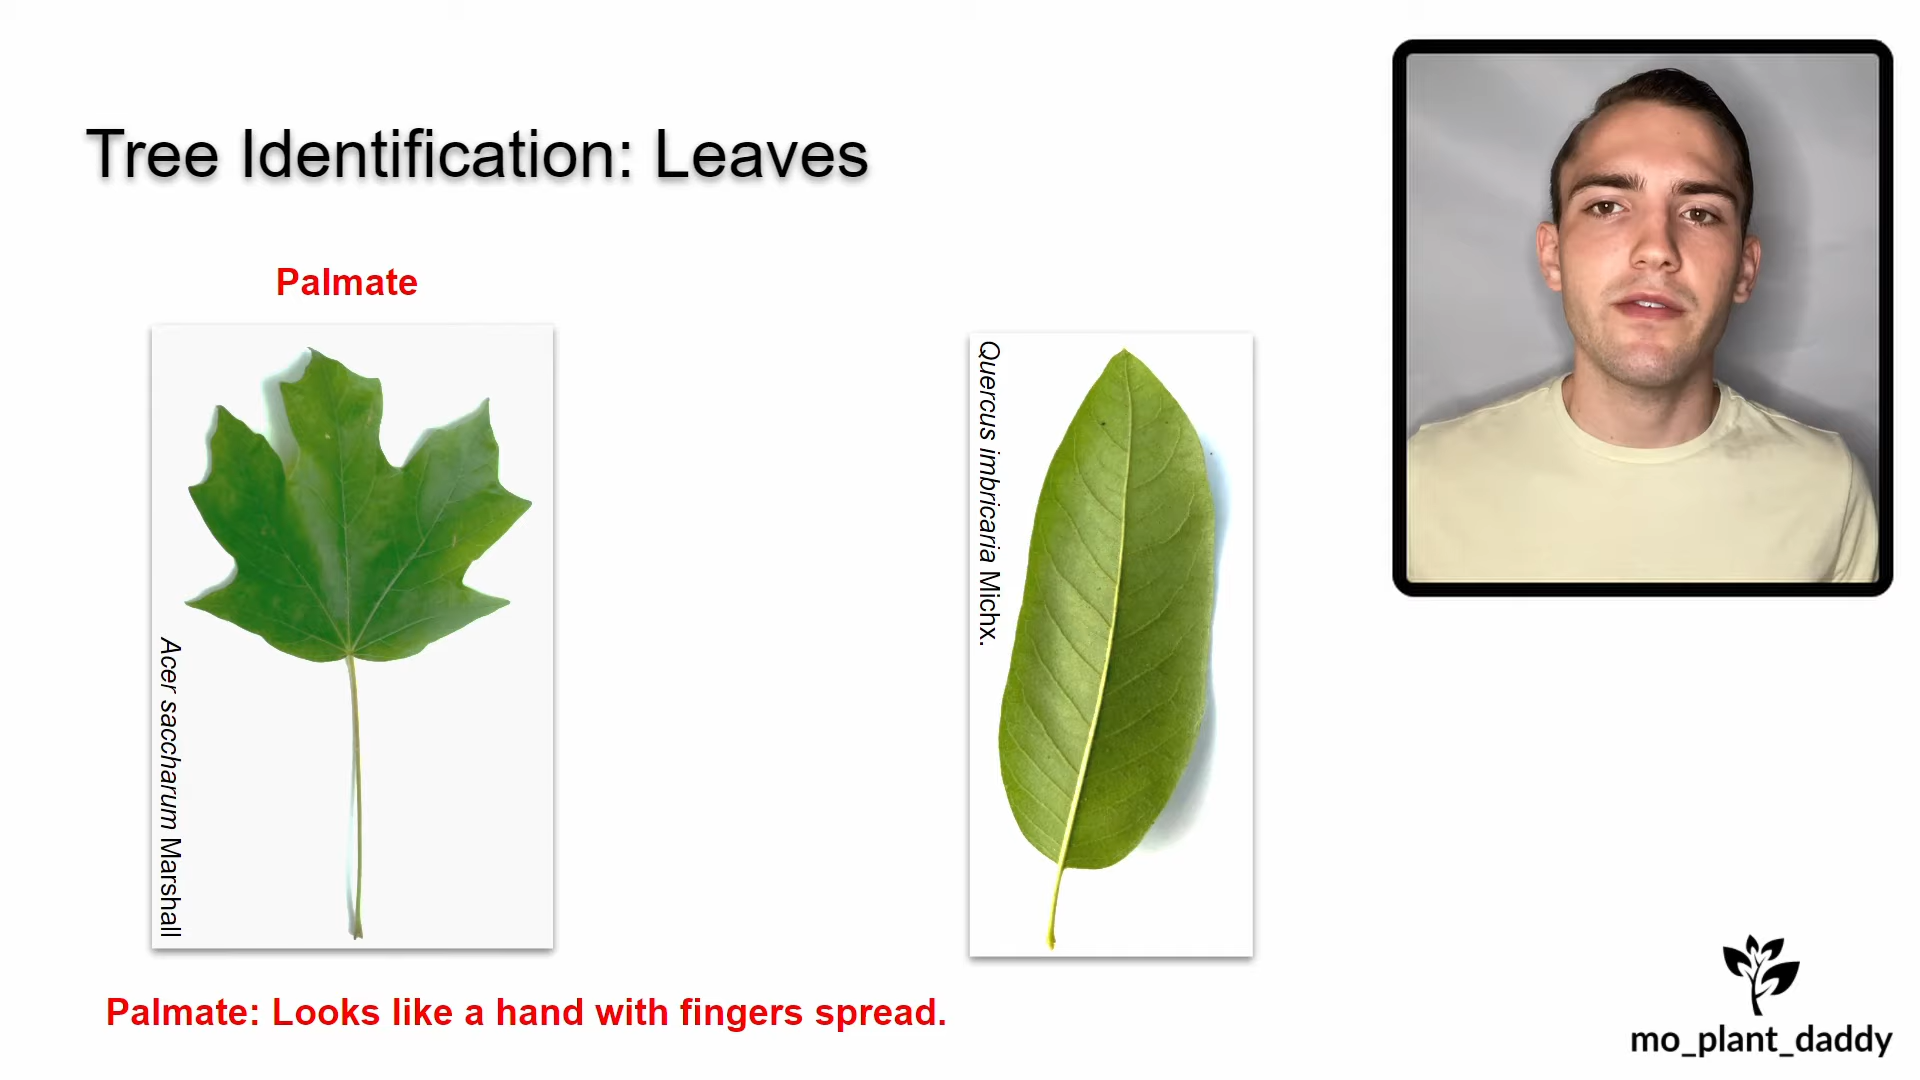 Tree Identification: Leaves
Palmate
Acer saccharum Marshall
Quercus imbricaria Michx.
Palmate: Looks like a hand with fingers spread.
mo_plant_daddy